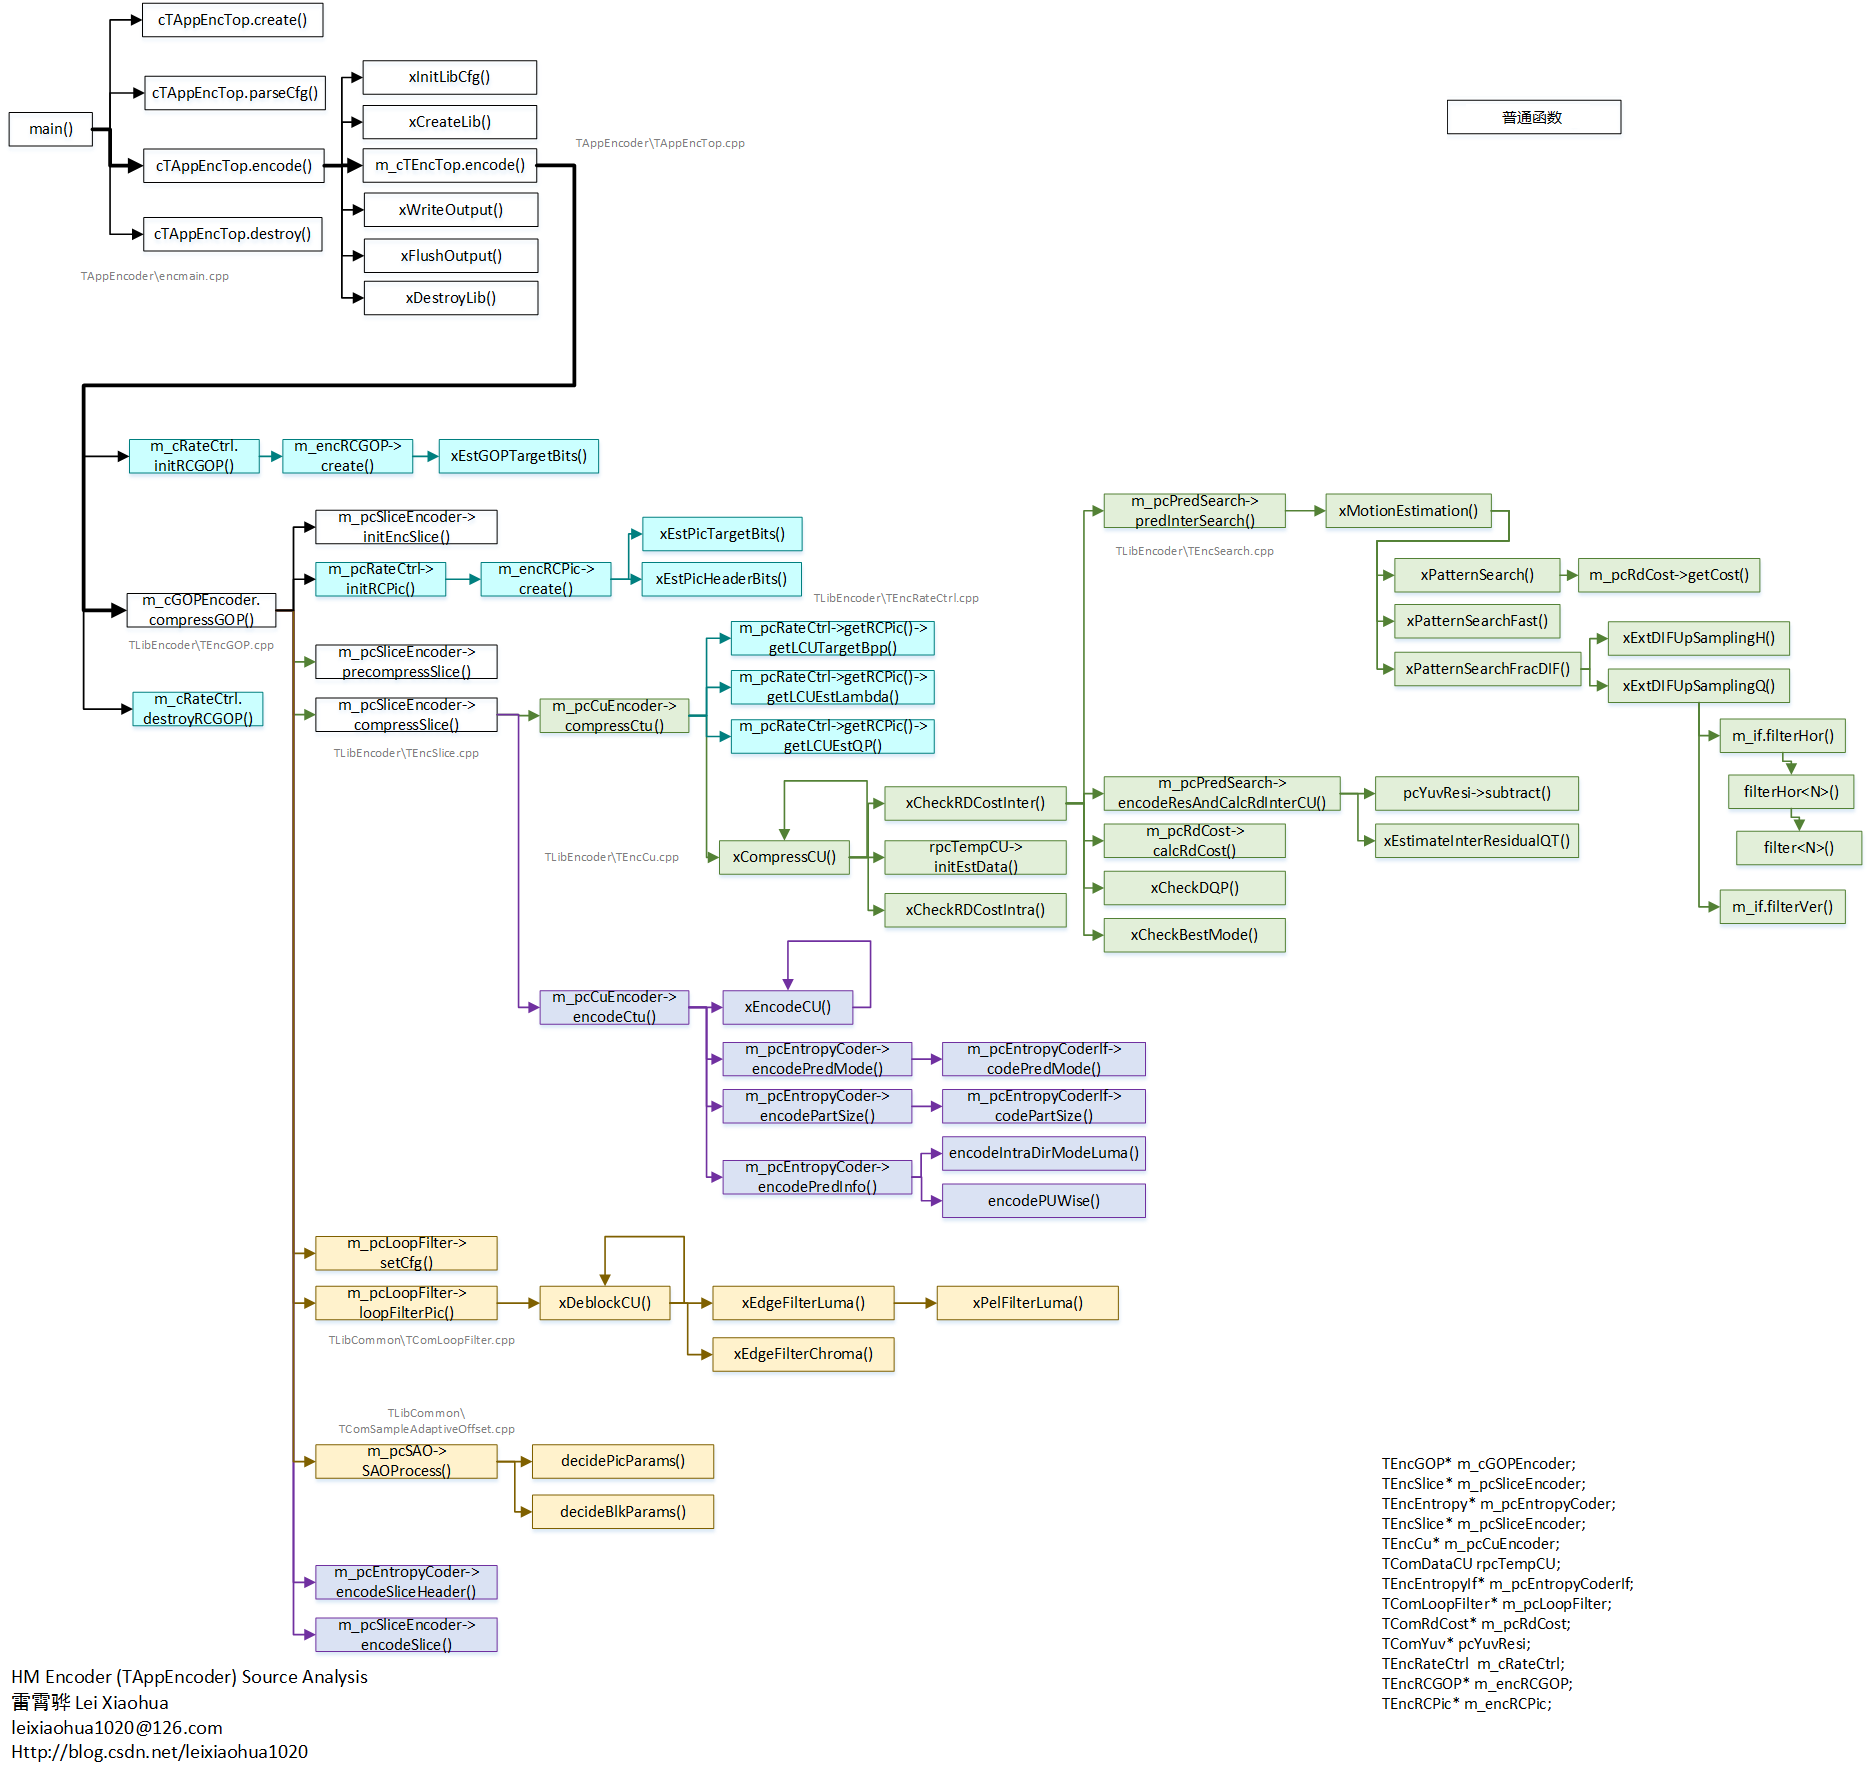 cTAppEncTop.create()
cTAppEncTop.parseCfg()
main()
cTAppEncTop.encode()
cTAppEncTop.destroy()
TAppEncoder\encmain.cpp
xInitLibCfg()
xCreateLib()
m_cTEncTop.encode()
xWriteOutput()
xFlushOutput()
xDestroyLib()
TAppEncoder\TAppEncTop.cpp
普通函数
m_cRateCtrl.
initRCGOP()
m_encRCGOP->
create()
xEstGOPTargetBits()
m_cGOPEncoder.
compressGOP()
TLibEncoder\TEncGOP.cpp
m_cRateCtrl.
destroyRCGOP()
m_pcSliceEncoder->
initEncSlice()
m_pcRateCtrl->
initRCPic()
m_encRCPic->
create()
xEstPicTargetBits()
xEstPicHeaderBits()
TLibEncoder\TEncRateCtrl.cpp
m_pcSliceEncoder->
precompressSlice()
m_pcSliceEncoder->
compressSlice()
TLibEncoder\TEncSlice.cpp
m_pcCuEncoder->
compressCtu()
m_pcRateCtrl->getRCPic()->
getLCUTargetBpp()
m_pcRateCtrl->getRCPic()->
getLCUEstLambda()
m_pcRateCtrl->getRCPic()->
getLCUEstQP()
TLibEncoder\TEncCu.cpp
xCompressCU()
xCheckRDCostInter()
rpcTempCU->
initEstData()
xCheckRDCostIntra()
m_pcPredSearch->
predInterSearch()
TLibEncoder\TEncSearch.cpp
xMotionEstimation()
xPatternSearch()
m_pcRdCost->getCost()
xPatternSearchFast()
xPatternSearchFracDIF()
xExtDIFUpSamplingH()
xExtDIFUpSamplingQ()
m_if.filterHor()
filterHor<N>()
filter<N>()
m_if.filterVer()
m_pcPredSearch->
encodeResAndCalcRdInterCU()
pcYuvResi->subtract()
xEstimateInterResidualQT()
m_pcRdCost->
calcRdCost()
xCheckDQP()
xCheckBestMode()
m_pcCuEncoder->
encodeCtu()
xEncodeCU()
m_pcEntropyCoder->
encodePredMode()
m_pcEntropyCoderIf->
codePredMode()
m_pcEntropyCoder->
encodePartSize()
m_pcEntropyCoderIf->
codePartSize()
m_pcEntropyCoder->
encodePredInfo()
encodeIntraDirModeLuma()
encodePUWise()
m_pcLoopFilter->
setCfg()
m_pcLoopFilter->
loopFilterPic()
TLibCommon\TComLoopFilter.cpp
xDeblockCU()
xEdgeFilterLuma()
xPelFilterLuma()
xEdgeFilterChroma()
TLibCommon\
TComSampleAdaptiveOffset.cpp
m_pcSAO->
SAOProcess()
decidePicParams()
decideBlkParams()
m_pcEntropyCoder->
encodeSliceHeader()
m_pcSliceEncoder->
encodeSlice()
TEncGOP* m_cGOPEncoder;
TEncSlice* m_pcSliceEncoder;
TEncEntropy* m_pcEntropyCoder;
TEncSlice* m_pcSliceEncoder;
TEncCu* m_pcCuEncoder;
TComDataCU rpcTempCU;
TEncEntropyIf* m_pcEntropyCoderIf;
TComLoopFilter* m_pcLoopFilter;
TComRdCost* m_pcRdCost;
TComYuv* pcYuvResi;
TEncRateCtrl  m_cRateCtrl;
TEncRCGOP* m_encRCGOP;
TEncRCPic* m_encRCPic;
HM Encoder (TAppEncoder) Source Analysis
雷霄骅 Lei Xiaohua
leixiaohua1020@126.com
Http://blog.csdn.net/leixiaohua1020